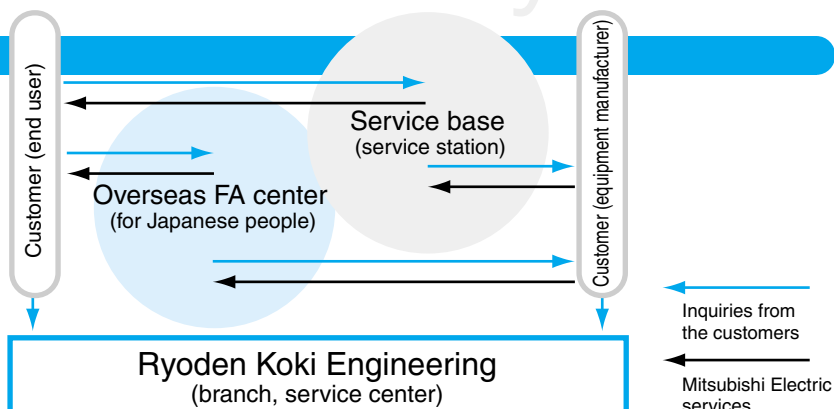 Customer (end user)
Service base
(service station)
Overseas FA center
(for Japanese people)
Customer (equipment manufacturer)
Inquiries from
the customers
Mitsubishi Electric
services
Ryoden Koki Engineering
(branch, service center)